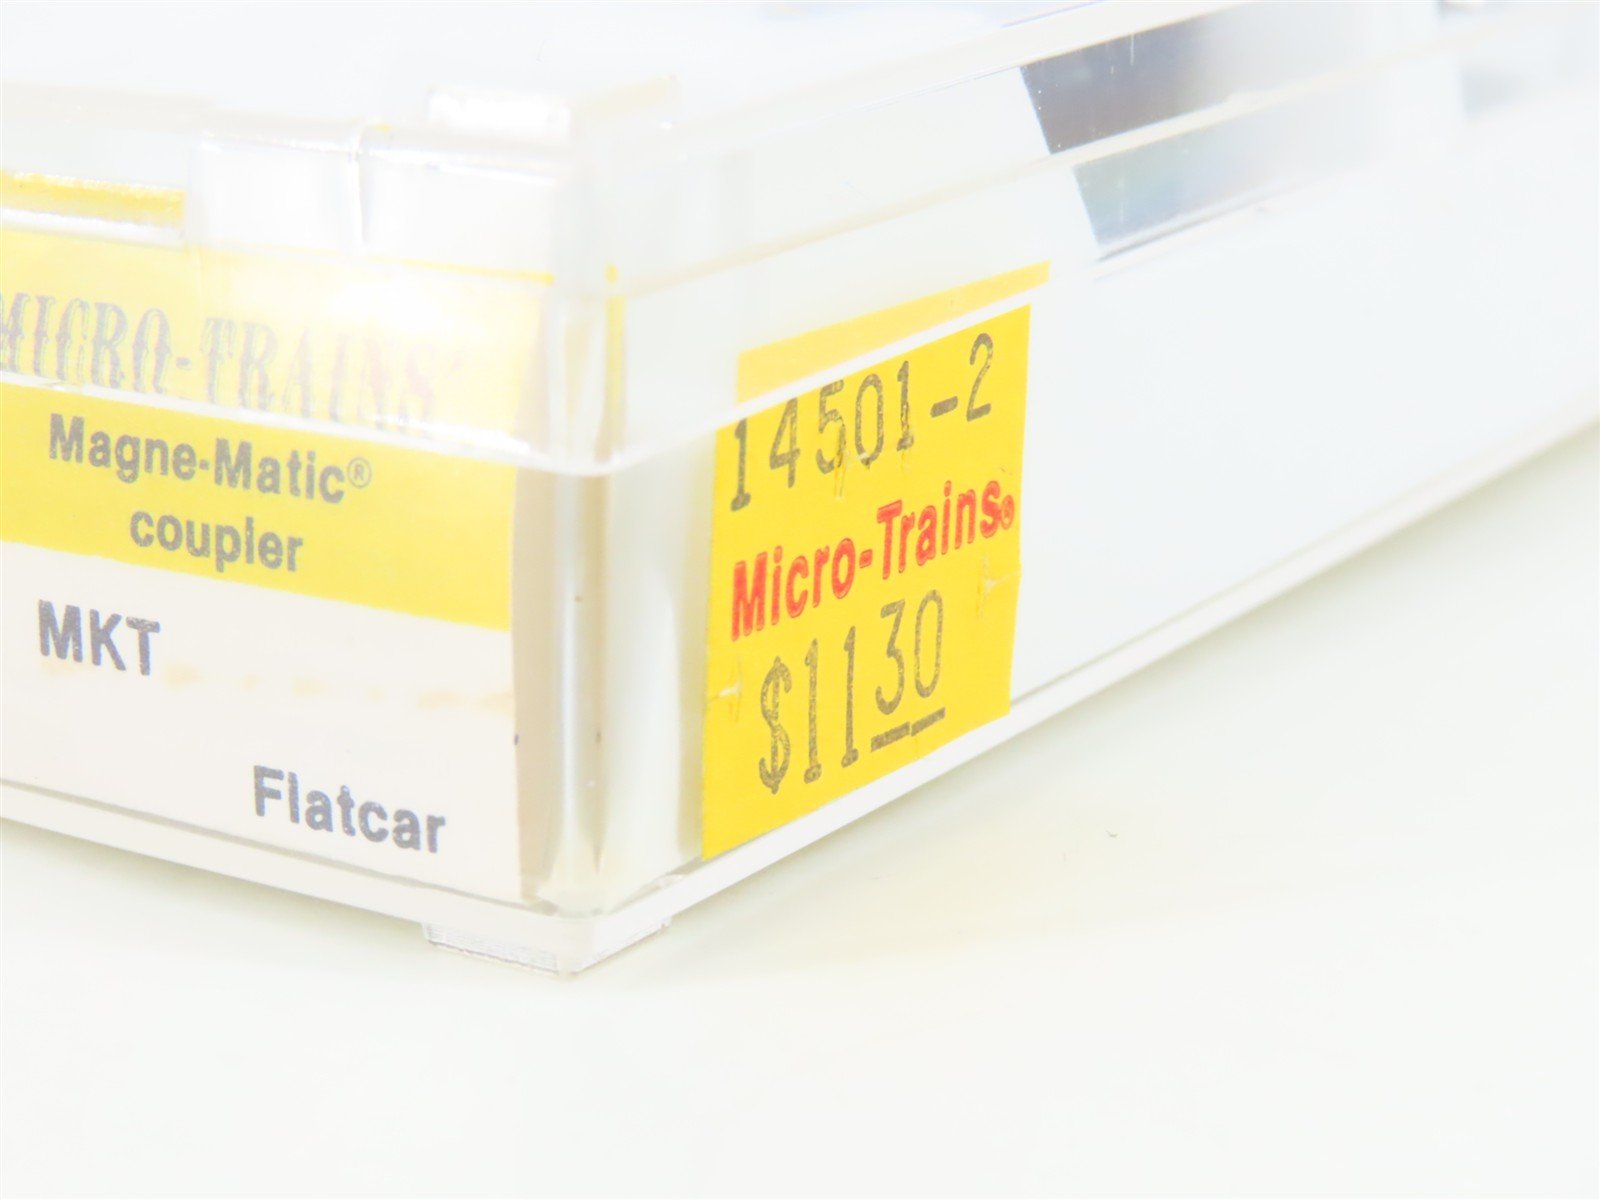 MICRO-TRAINS®
Magne-Matic®
coupler
MKT
Flatcar
14501-2
Micro-Trains®
$11 30